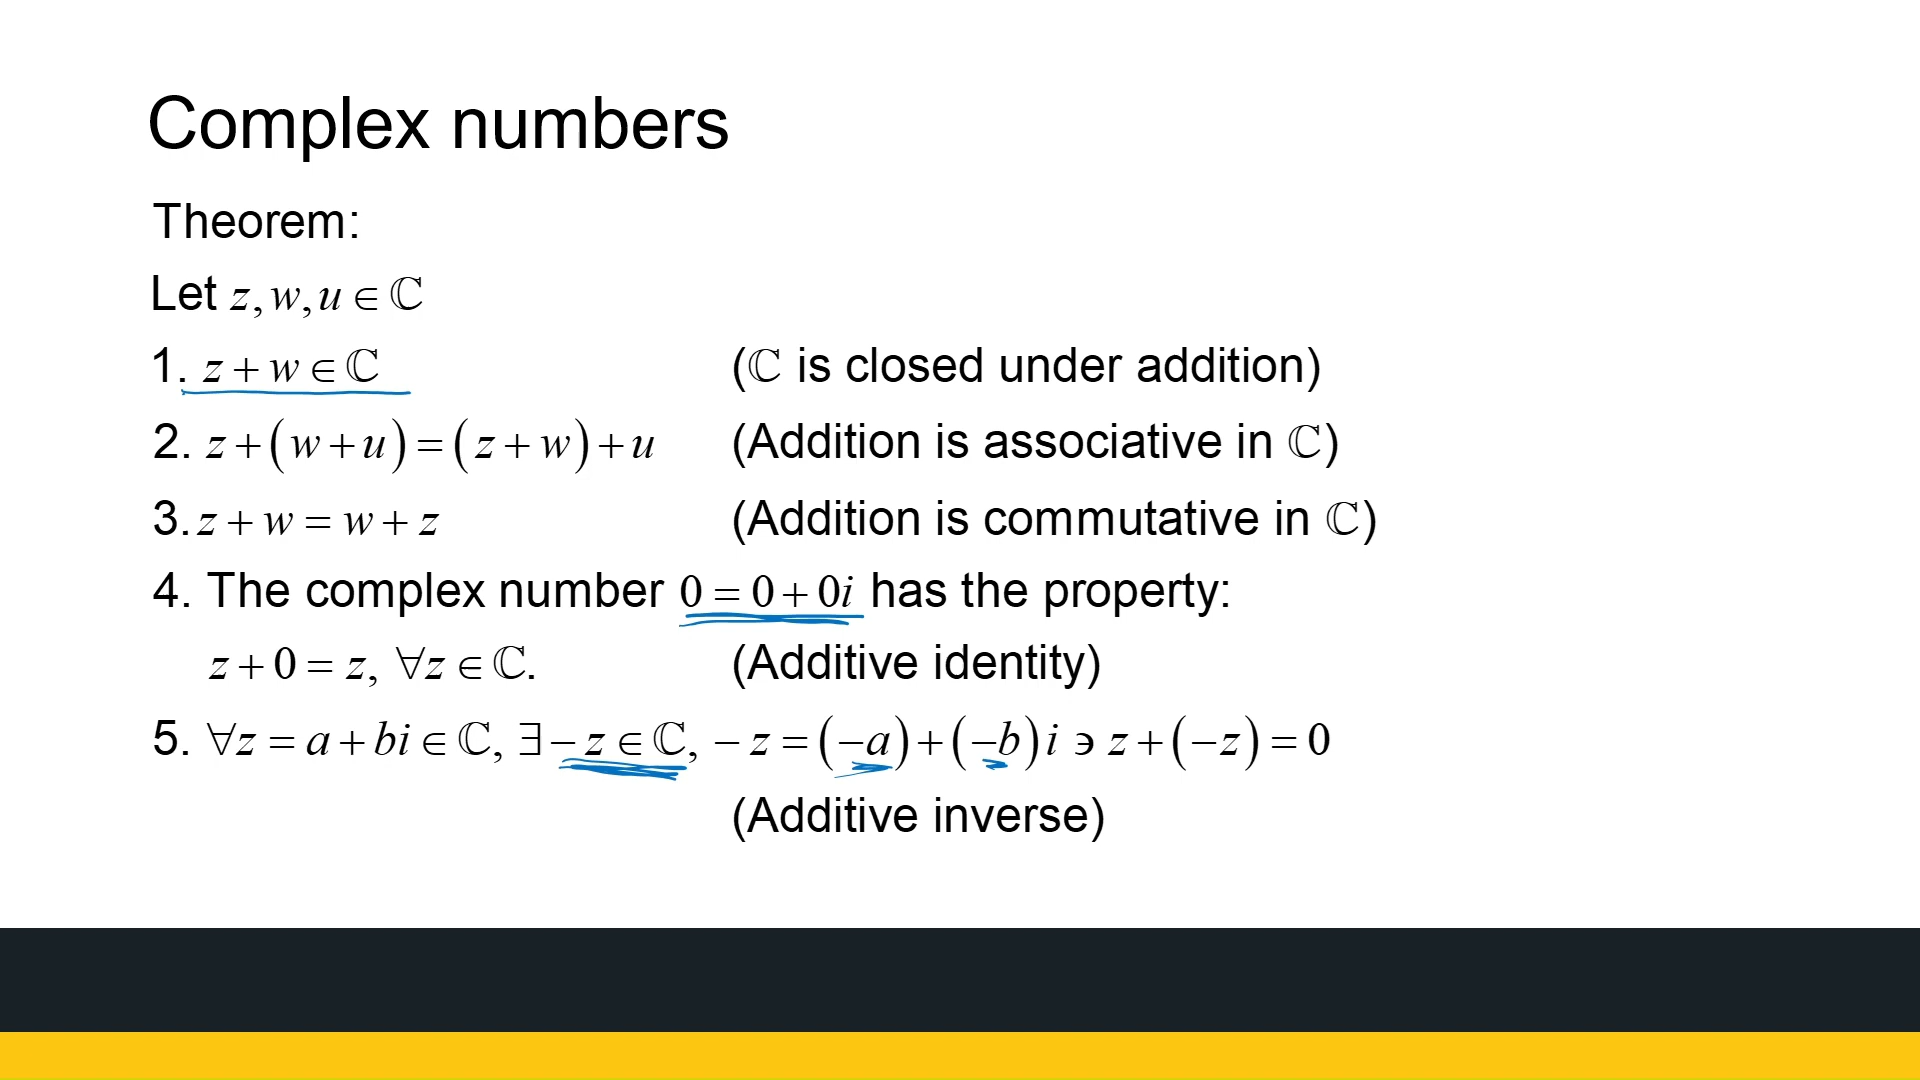 Complex numbers
Theorem:
Let z, w, u ∈ ℂ
1. z + w ∈ ℂ (ℂ is closed under addition)
2. z + (w + u) = (z + w) + u (Addition is associative in ℂ)
3. z + w = w + z (Addition is commutative in ℂ)
4. The complex number 0 = 0 + 0i has the property:
z + 0 = z, ∀z ∈ ℂ. (Additive identity)
5. ∀z = a + bi ∈ ℂ, ∃ − z ∈ ℂ, − z = (−a) + (−b)i ∍ z + (−z) = 0
(Additive inverse)